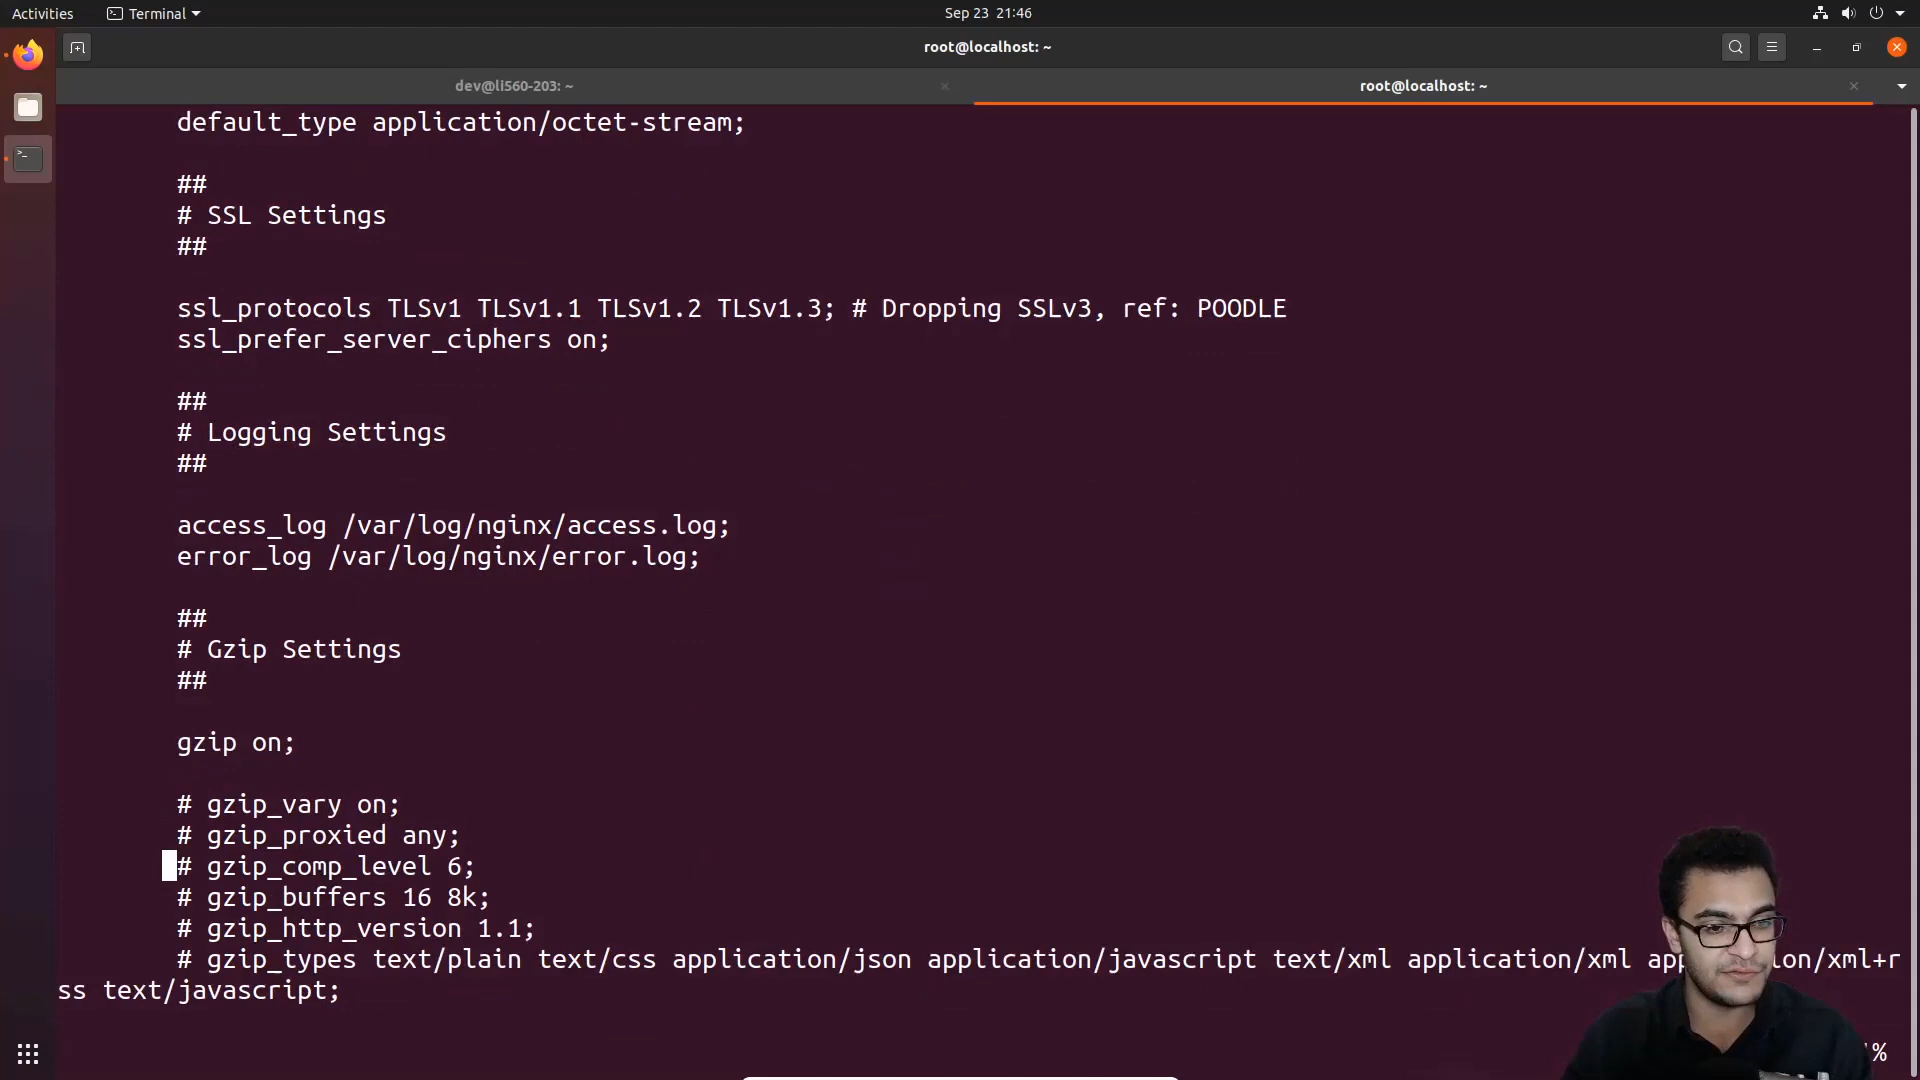 Activities
Terminal
Sep 23 21:46
root@localhost: ~
dev@li560-203: ~
root@localhost: ~
default_type application/octet-stream;
##
# SSL Settings
##
ssl_protocols TLSv1 TLSv1.1 TLSv1.2 TLSv1.3; # Dropping SSLv3, ref: POODLE
ssl_prefer_server_ciphers on;
##
# Logging Settings
##
access_log /var/log/nginx/access.log;
error_log /var/log/nginx/error.log;
##
# Gzip Settings
##
gzip on;
# gzip_vary on;
# gzip_proxied any;
# gzip_comp_level 6;
# gzip_buffers 16 8k;
# gzip_http_version 1.1;
# gzip_types text/plain text/css application/json application/javascript text/xml application/xml
ss text/javascript;
%